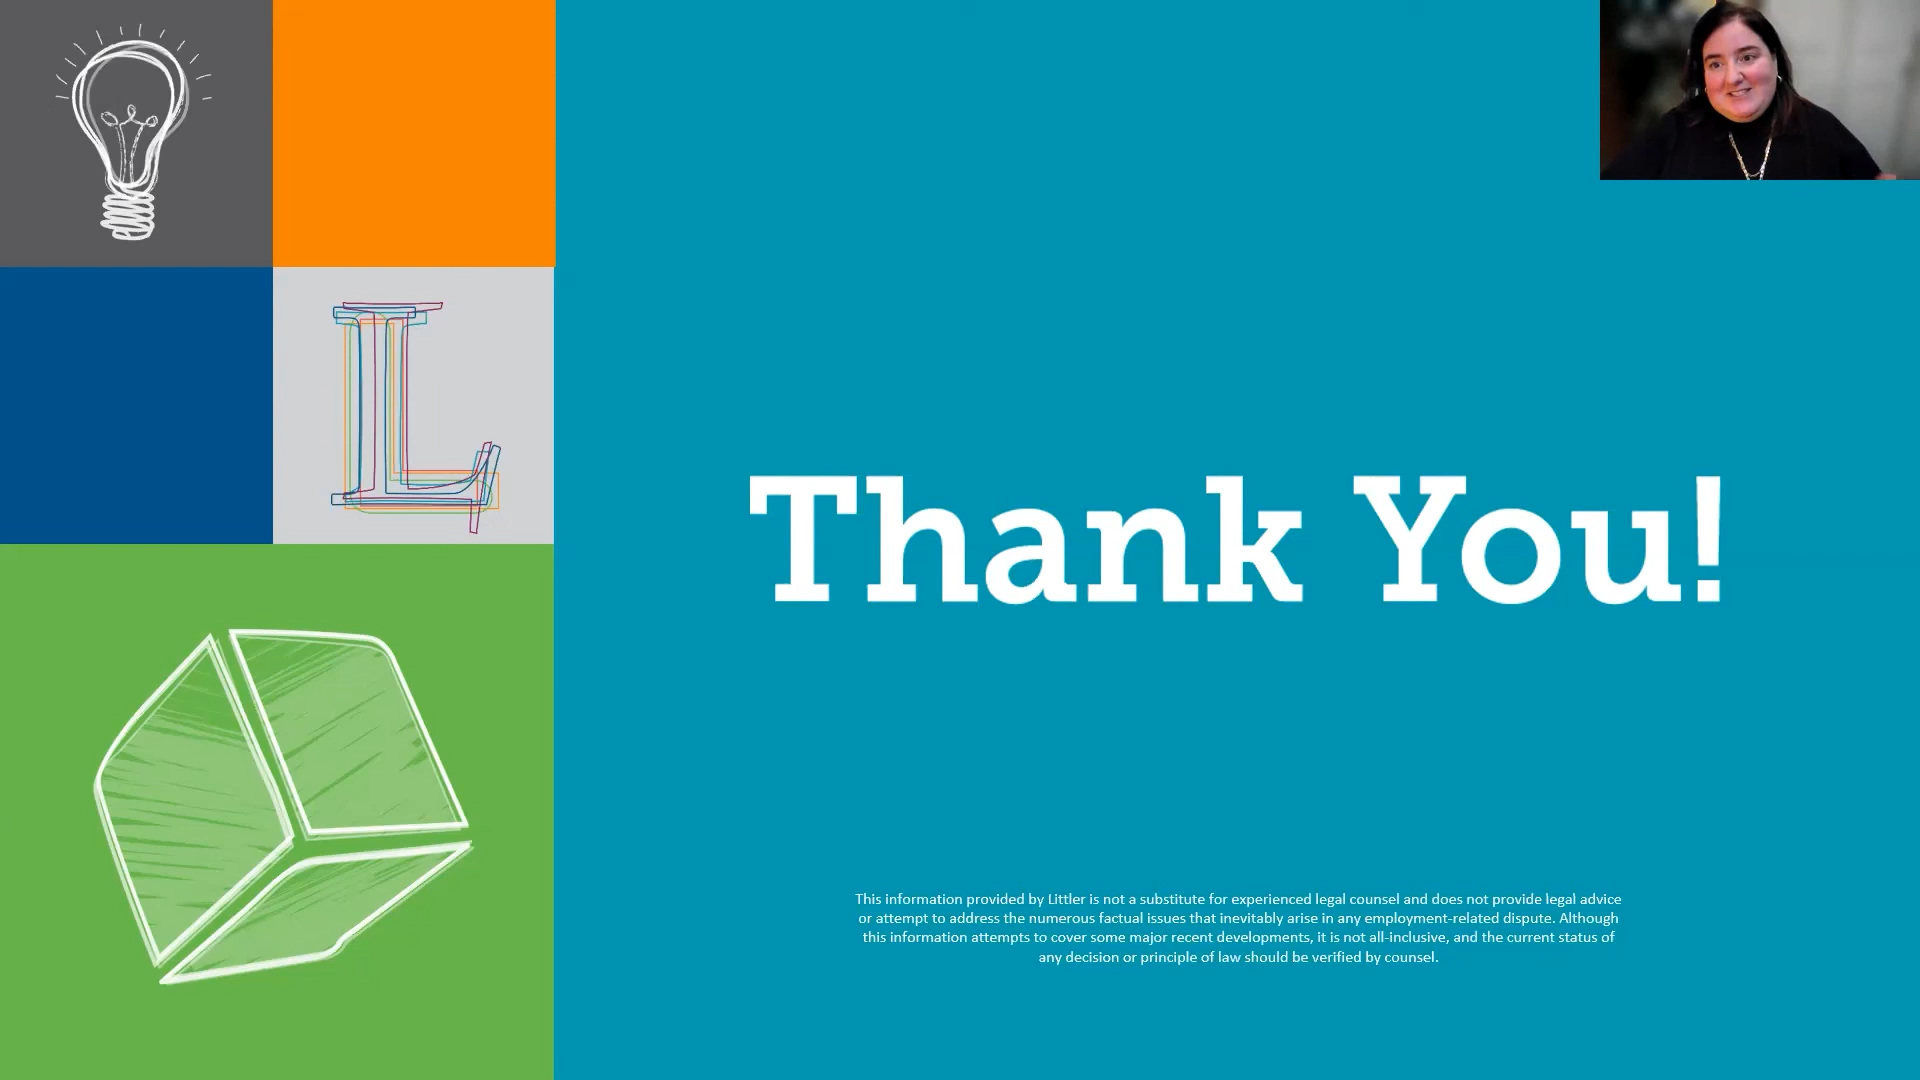 L
Thank You!
This information provided by Littler is not a substitute for experienced legal counsel and does not provide legal advice
or attempt to address the numerous factual issues that inevitably arise in any employment-related dispute. Although
this information attempts to cover some major recent developments, it is not all-inclusive, and the current status of
any decision or principle of law should be verified by counsel.